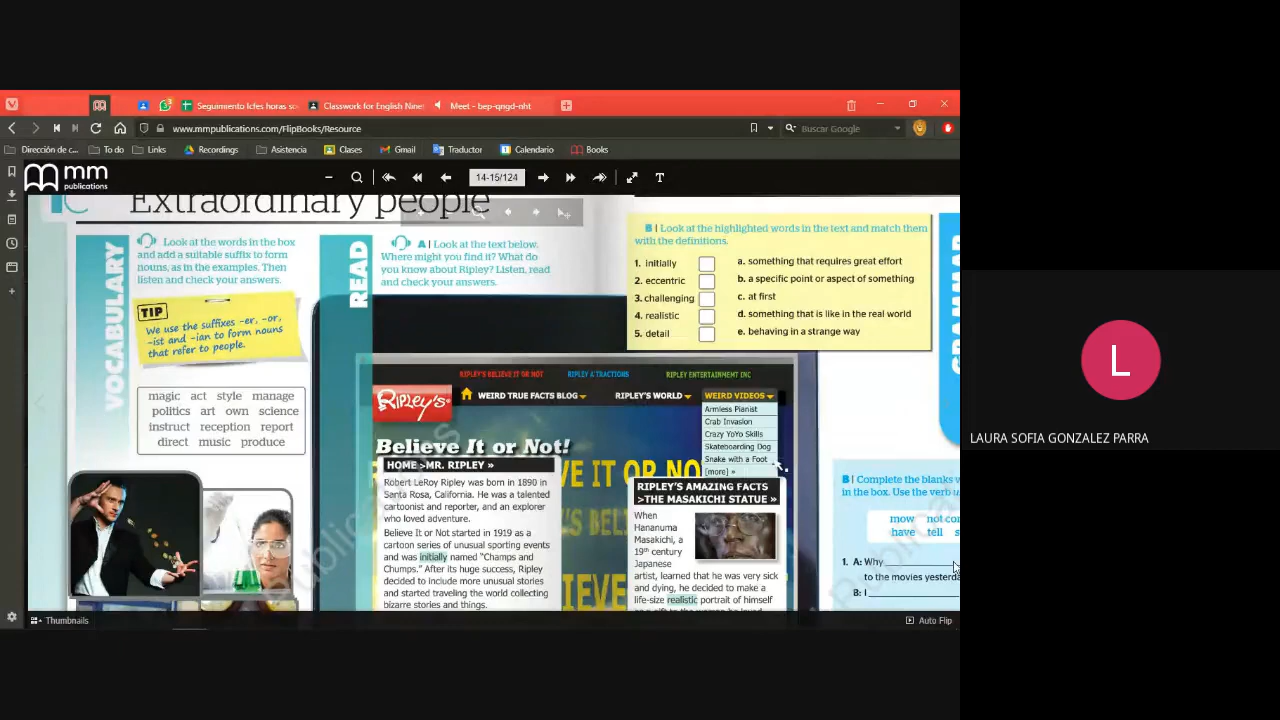 Seguimiento Icfes horas so
Classwork for English Nine
Meet - bep-qngd-nht
www.mmpublications.com/FlipBooks/Resource
Buscar Google
Dirección de c...
To do
Links
Recordings
Asistencia
Clases
Gmail
Traductor
Calendario
Books
mm
publications
14-15/124
Extraordinary people
VOCABULARY
Look at the words in the box
and add a suitable suffix to form
nouns, as in the examples. Then
listen and check your answers.
TIP
We use the suffixes -er, -or,
-ist and -ian to form nouns
that refer to people.
magic act style manage
politics art own science
instruct reception report
direct music produce
READ
A | Look at the text below.
Where might you find it? What do
you know about Ripley? Listen, read
and check your answers.
RIPLEY'S BELIEVE IT OR NOT
RIPLEY A TRACTIONS
RIPLEY ENTERTAINMENT INC
RIPLEY'S
WEIRD TRUE FACTS BLOG
RIPLEY'S WORLD
WEIRD VIDEOS
Armless Pianist
Crab Invasion
Crazy YoYo Skills
Skateboarding Dog
Snake with a Foot
[more] »
Believe It or Not!
HOME >MR. RIPLEY »
Robert LeRoy Ripley was born in 1890 in
Santa Rosa, California. He was a talented
cartoonist and reporter, and an explorer
who loved adventure.
Believe It or Not started in 1919 as a
cartoon series of unusual sporting events
and was initially named "Champs and
Chumps." After its huge success, Ripley
decided to include more unusual stories
and started traveling the world collecting
bizarre stories and things.
VE IT OR NO
RIPLEY'S AMAZING FACTS
>THE MASAKICHI STATUE »
When
Hananuma
Masakichi, a
19th century
Japanese
artist, learned that he was very sick
and dying, he decided to make a
life-size realistic portrait of himself
B | Look at the highlighted words in the text and match them
with the definitions.
1. initially
2. eccentric
3. challenging
4. realistic
5. detail
a. something that requires great effort
b. a specific point or aspect of something
c. at first
d. something that is like in the real world
e. behaving in a strange way
B | Complete the blanks
in the box. Use the verb
mow not
have tell
1. A: Why
to the movies
B: I
Thumbnails
Auto Flip
L
LAURA SOFIA GONZALEZ PARRA